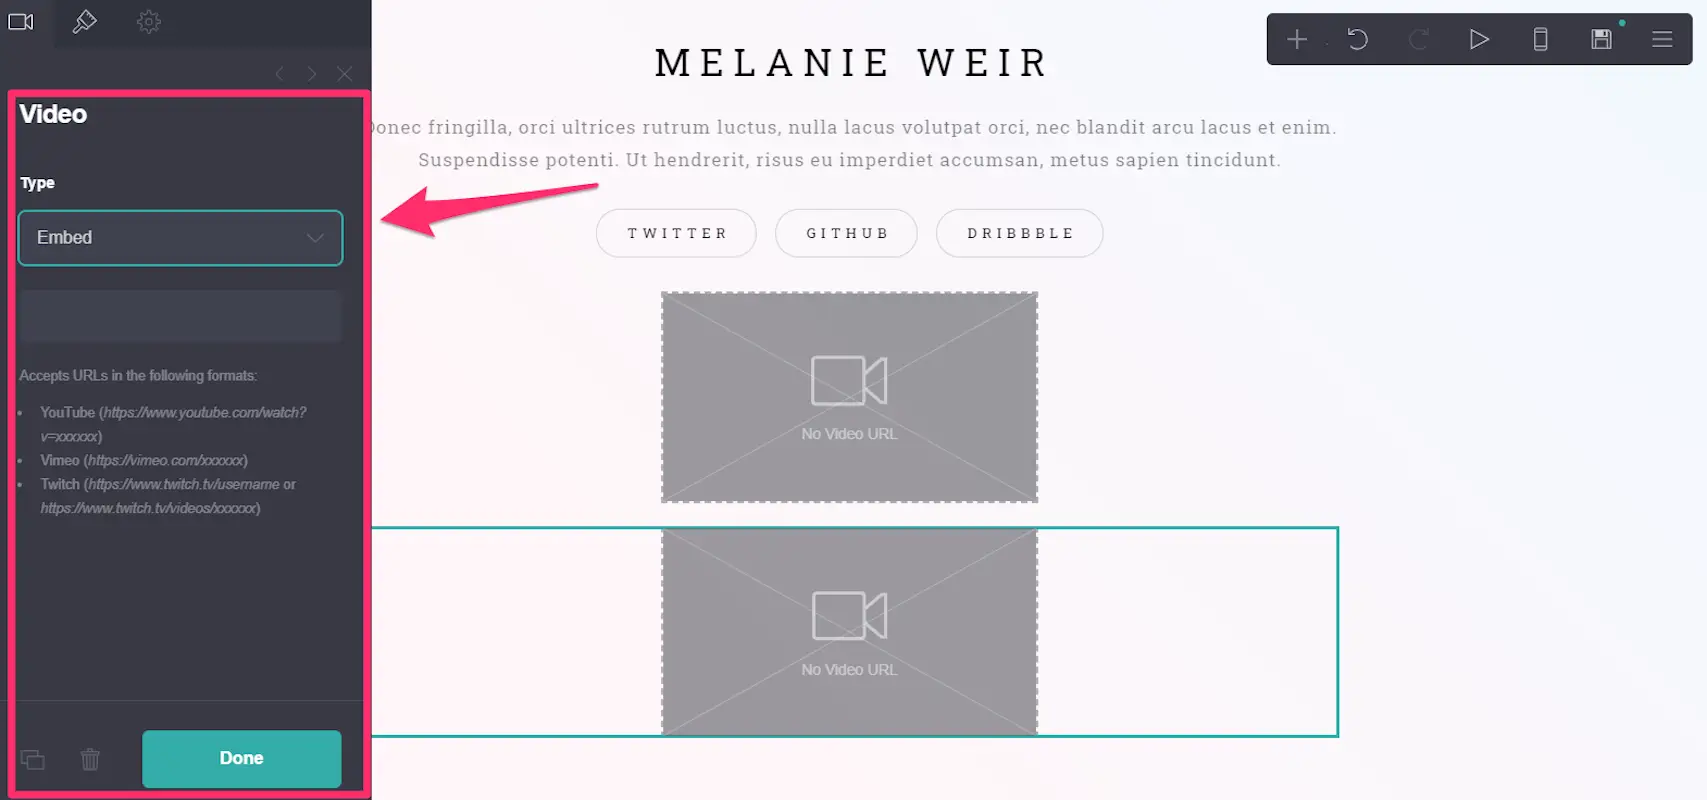 Video
Type
Embed
Accepts URLs in the following formats:
• YouTube (https://www.youtube.com/watch?
v=xxxxxx)
• Vimeo (https://vimeo.com/xxxxxx)
• Twitch (https://www.twitch.tv/username or
https://www.twitch.tv/videos/xxxxxx)
Done
MELANIE WEIR
Donec fringilla, orci ultrices rutrum luctus, nulla lacus volutpat orci, nec blandit arcu lacus et enim.
Suspendisse potenti. Ut hendrerit, risus eu imperdiet accumsan, metus sapien tincidunt.
TWITTER
GITHUB
DRIBBBLE
No Video URL
No Video URL